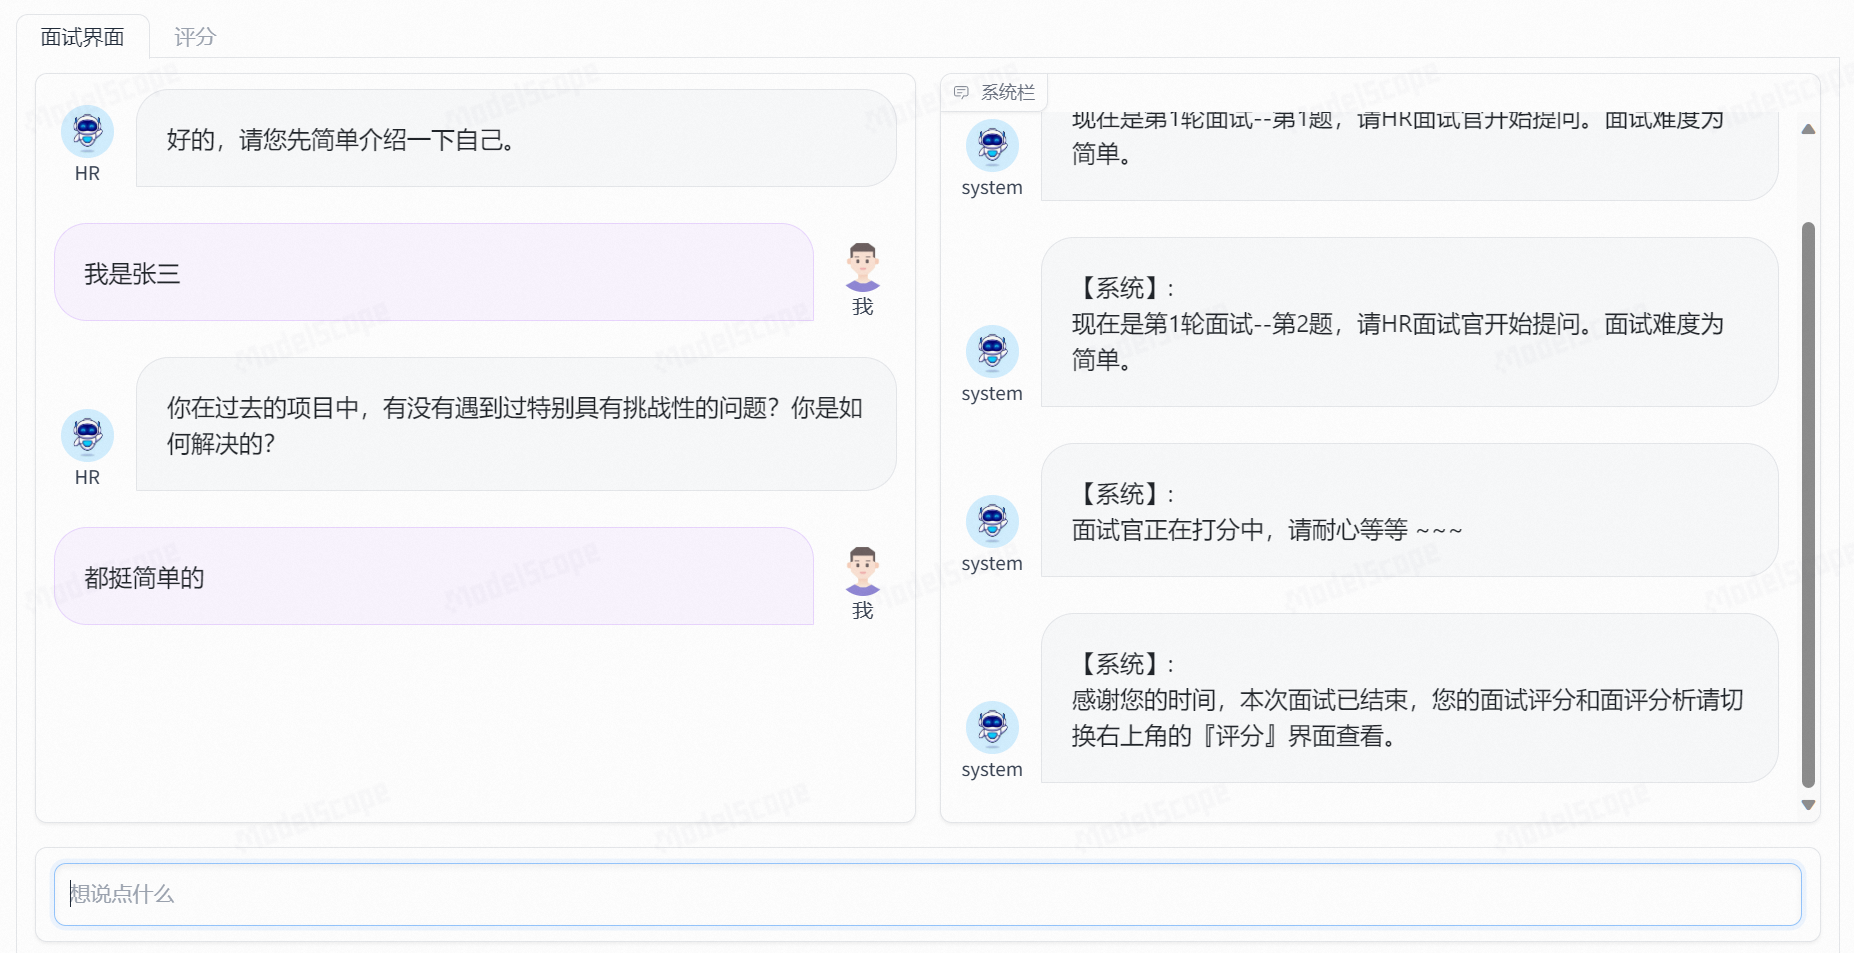 面试界面
评分
好的，请您先简单介绍一下自己。
HR
我是张三
我
你在过去的项目中，有没有遇到过特别具有挑战性的问题？你是如
何解决的？
HR
都挺简单的
我
系统栏
现在是第1轮面试--第1题，请HR面试官开始提问。面试难度为
简单。
system
【系统】：
现在是第1轮面试--第2题，请HR面试官开始提问。面试难度为
简单。
system
【系统】：
面试官正在打分中，请耐心等等 ~~~
system
【系统】：
感谢您的时间，本次面试已结束，您的面试评分和面评分析请切
换右上角的『评分』界面查看。
system
想说点什么
ModelScope